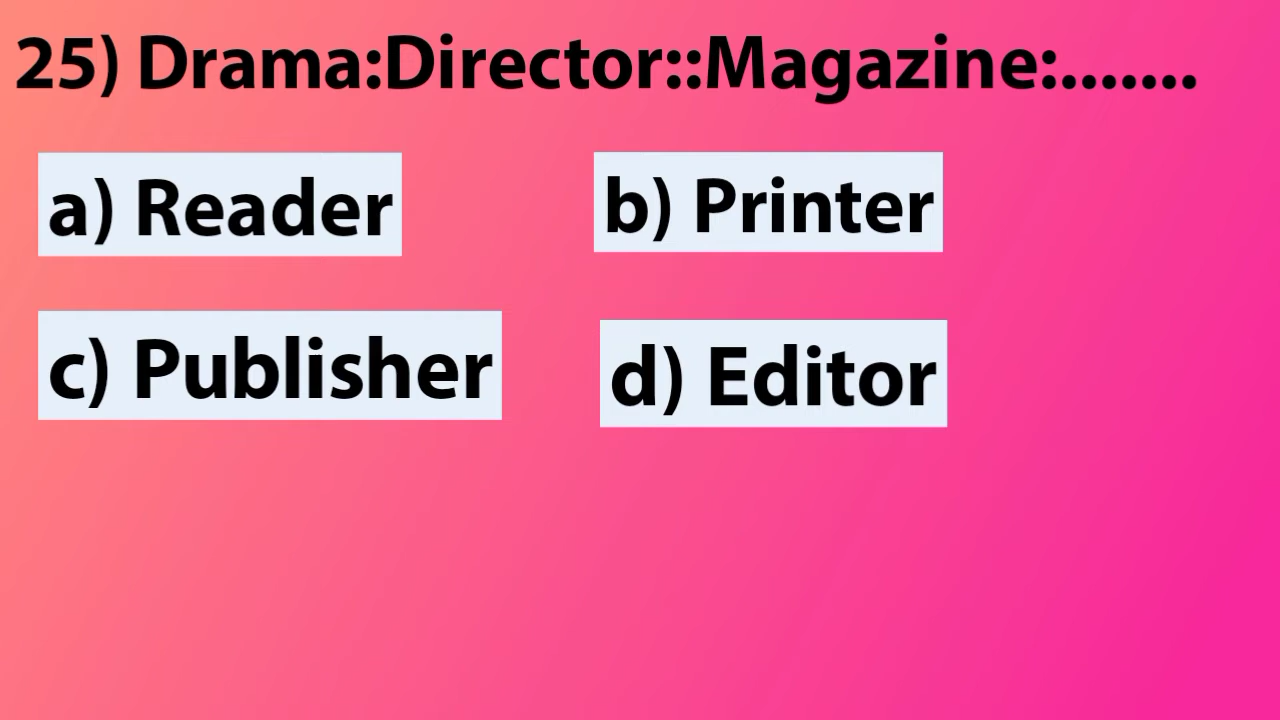 25) Drama:Director::Magazine:.......
a) Reader
b) Printer
c) Publisher
d) Editor